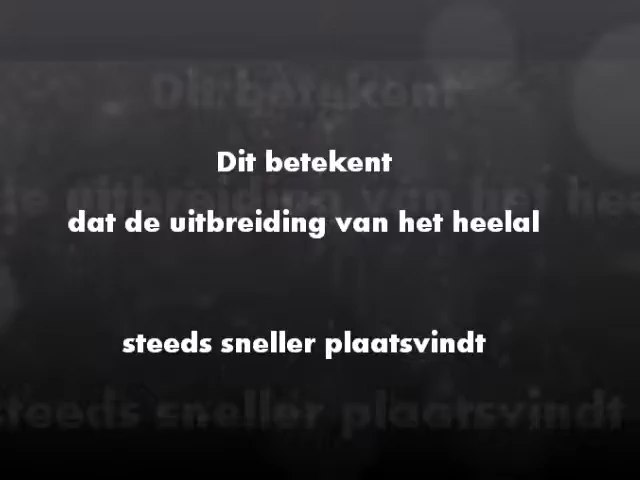 Dit betekent
dat de uitbreiding van het heelal
steeds sneller plaatsvindt